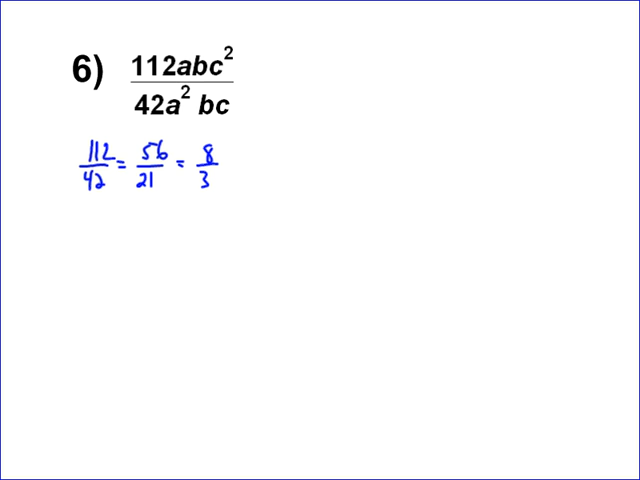 6) 112abc²
42a² bc
112/42 = 56/21 = 8/3